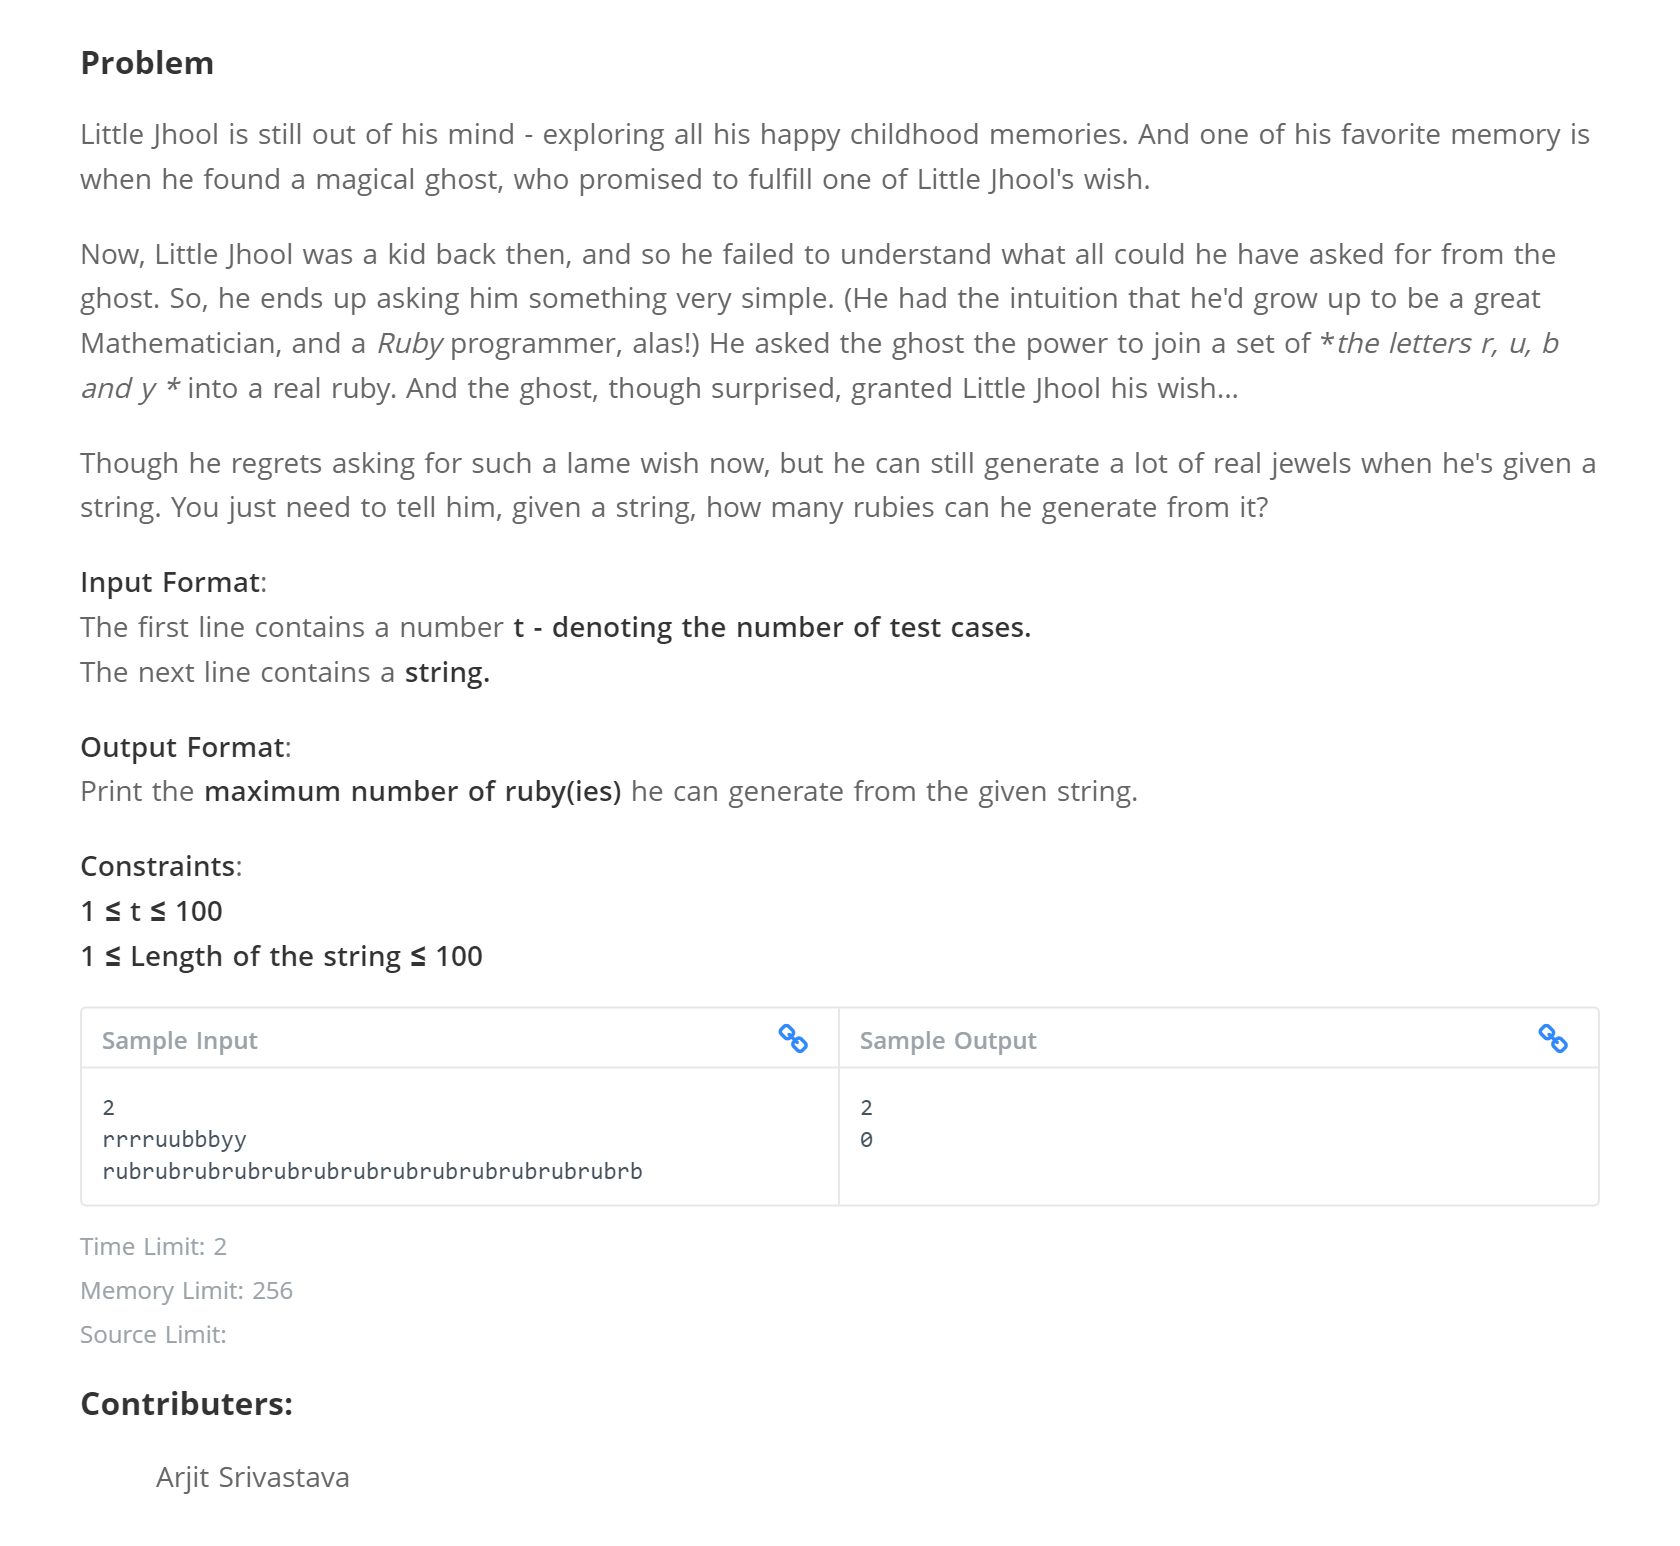 Problem
Little Jhool is still out of his mind - exploring all his happy childhood memories. And one of his favorite memory is
when he found a magical ghost, who promised to fulfill one of Little Jhool's wish.
Now, Little Jhool was a kid back then, and so he failed to understand what all could he have asked for from the
ghost. So, he ends up asking him something very simple. (He had the intuition that he'd grow up to be a great
Mathematician, and a Ruby programmer, alas!) He asked the ghost the power to join a set of *the letters r, u, b
and y * into a real ruby. And the ghost, though surprised, granted Little Jhool his wish...
Though he regrets asking for such a lame wish now, but he can still generate a lot of real jewels when he's given a
string. You just need to tell him, given a string, how many rubies can he generate from it?
Input Format:
The first line contains a number t - denoting the number of test cases.
The next line contains a string.
Output Format:
Print the maximum number of ruby(ies) he can generate from the given string.
Constraints:
1 ≤ t ≤ 100
1 ≤ Length of the string ≤ 100
Sample Input
Sample Output
2
rrrruubbbyy
rubrubrubrubrubrubrubrubrubrubrubrubrubrb
2
0
Time Limit: 2
Memory Limit: 256
Source Limit:
Contributers:
Arjit Srivastava